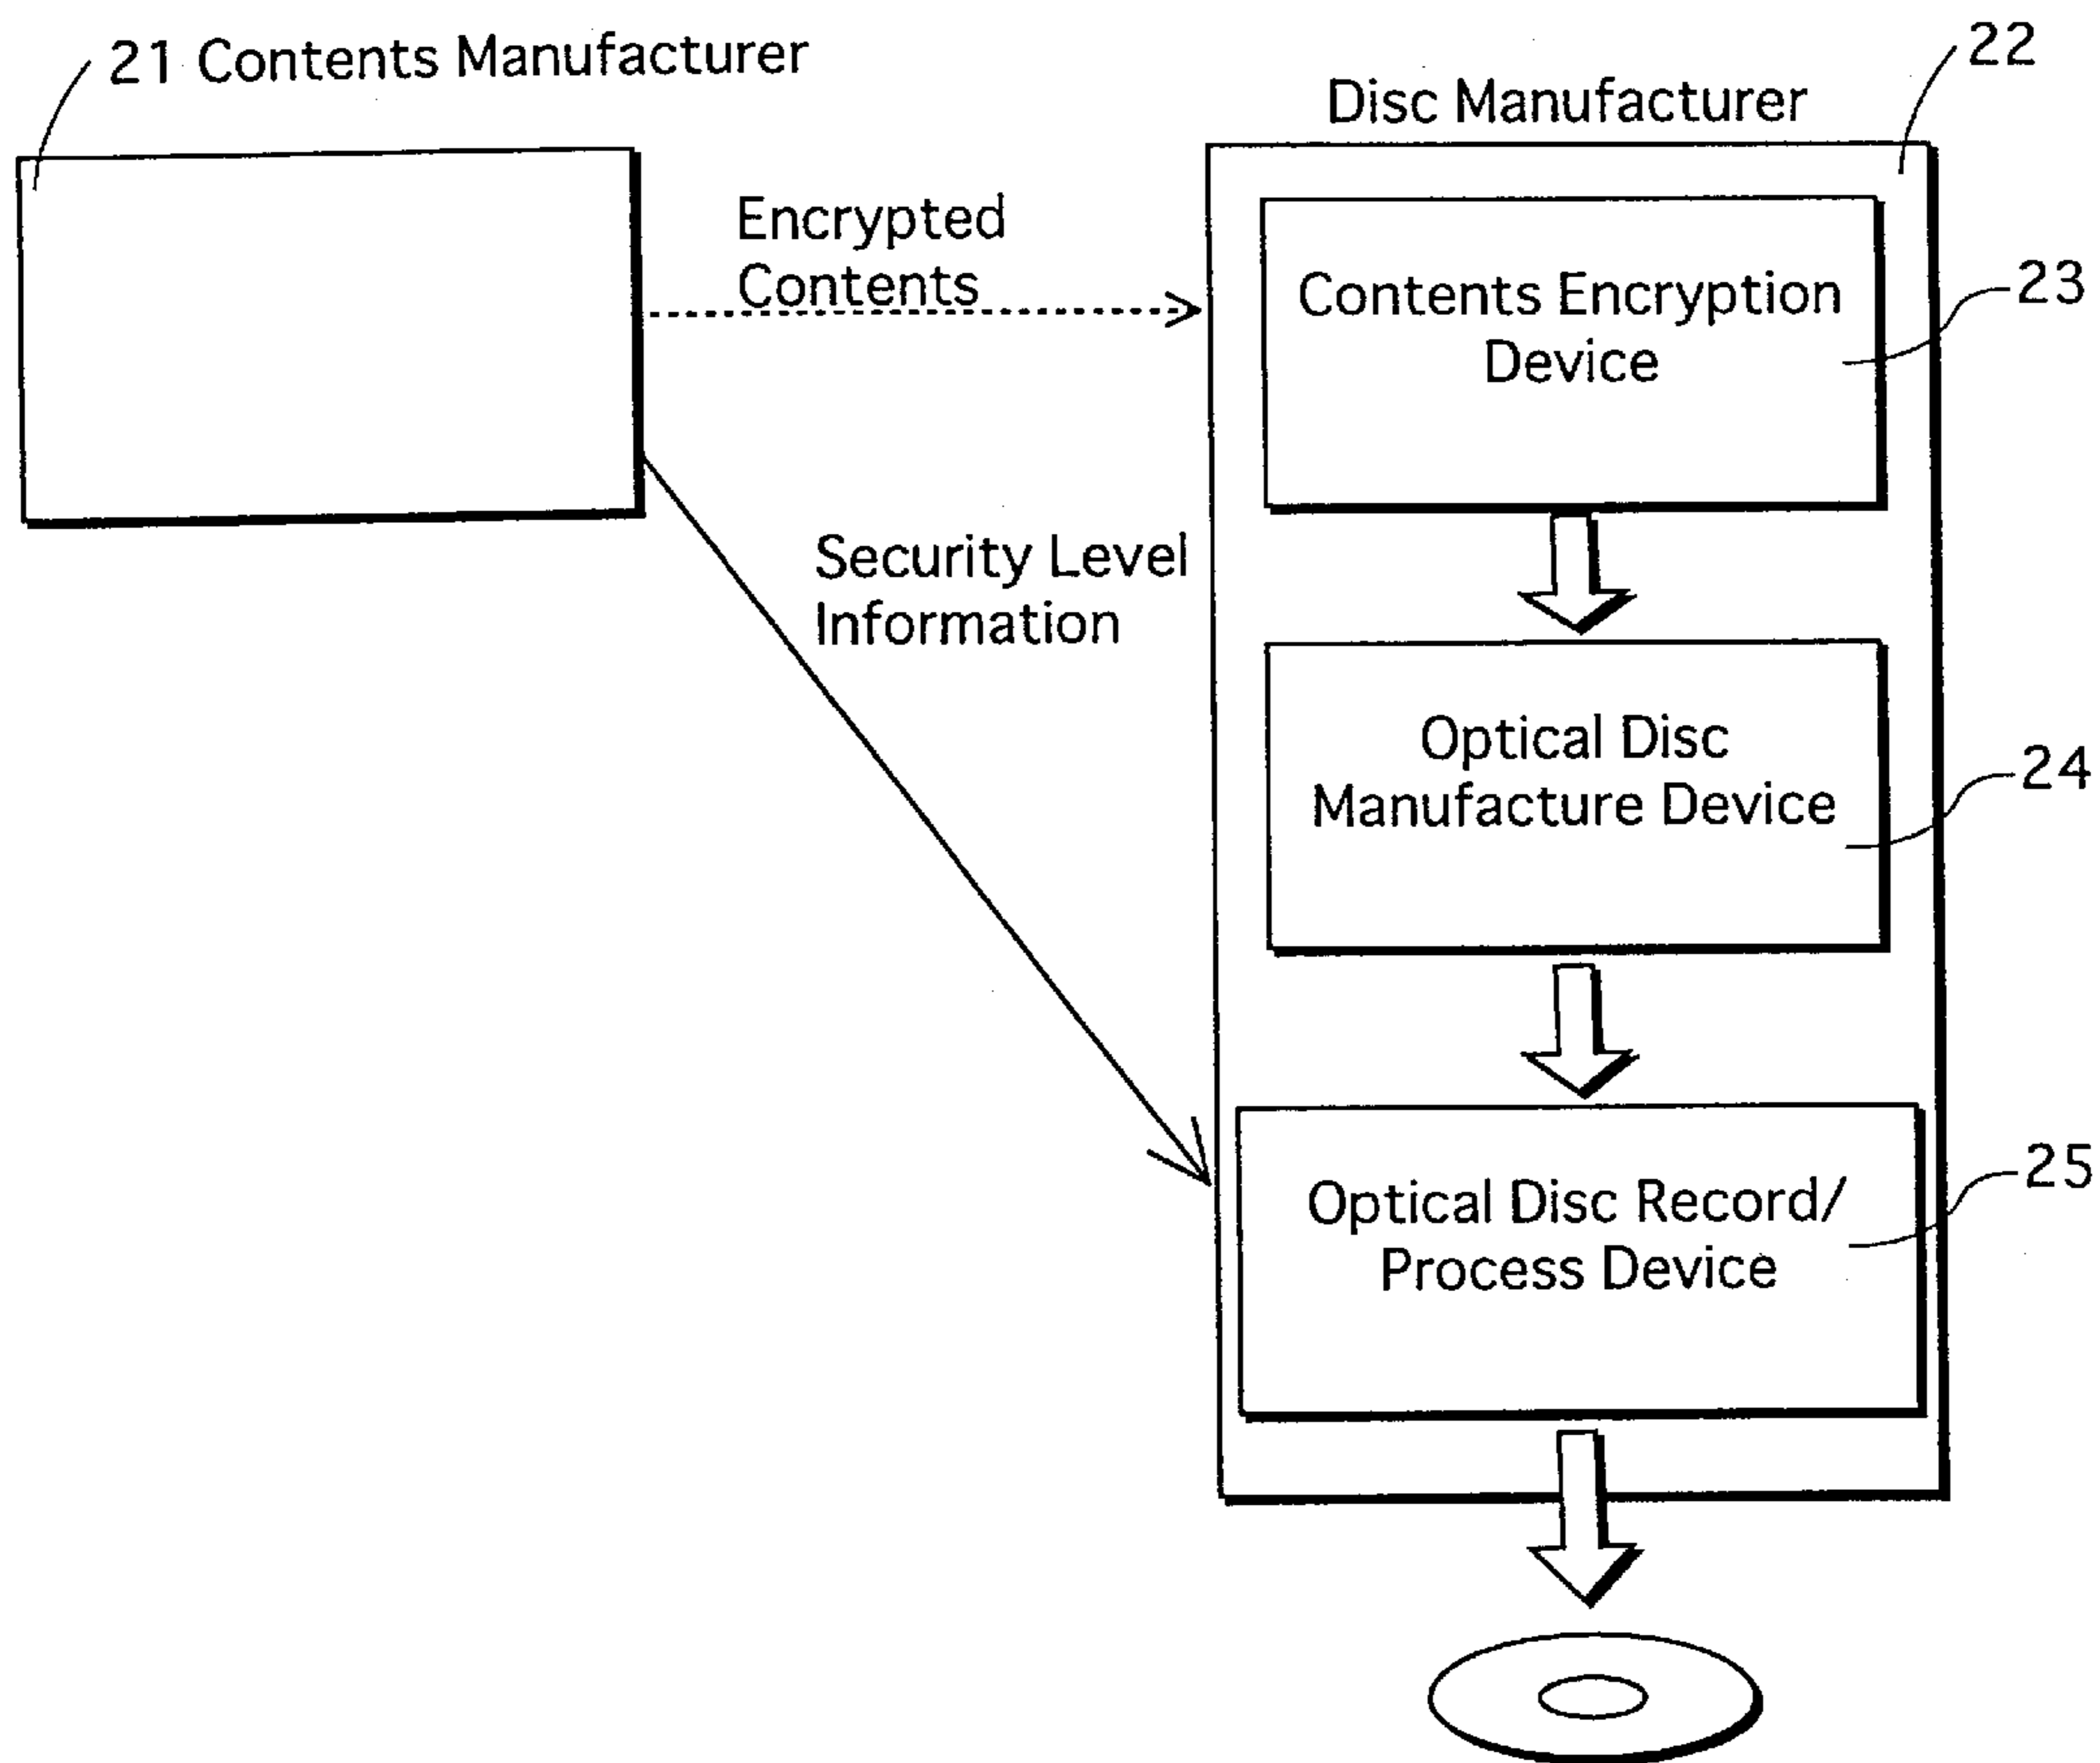 21 Contents Manufacturer
22
Disc Manufacturer
Encrypted
Contents
Contents Encryption
Device
23
Security Level
Information
Optical Disc
Manufacture Device
24
Optical Disc Record/
Process Device
25